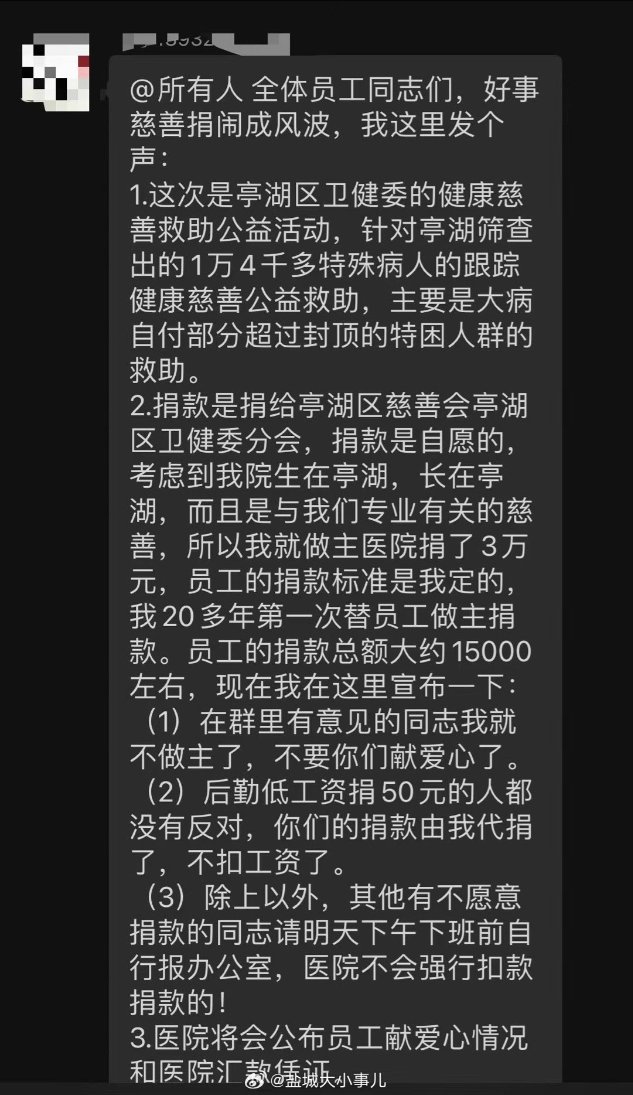 @所有人 全体员工同志们，好事
慈善捐闹成风波，我这里发个
声：
1.这次是亭湖区卫健委的健康慈
善救助公益活动，针对亭湖筛查
出的1万4千多特殊病人的跟踪
健康慈善公益救助，主要是大病
自付部分超过封顶的特困人群的
救助。
2.捐款是捐给亭湖区慈善会亭湖
区卫健委分会，捐款是自愿的，
考虑到我院生在亭湖，长在亭
湖，而且是与我们专业有关的慈
善，所以我就做主医院捐了3万
元，员工的捐款标准是我定的，
我20多年第一次替员工做主捐
款。员工的捐款总额大约15000
左右，现在我在这里宣布一下：
（1）在群里有意见的同志我就
不做主了，不要你们献爱心了。
（2）后勤低工资捐50元的人都
没有反对，你们的捐款由我代捐
了，不扣工资了。
（3）除上以外，其他有不愿意
捐款的同志请明天下午下班前自
行报办公室，医院不会强行扣款
捐款的！
3.医院将会公布员工献爱心情况
和医院汇款凭证。
@盐城大小事儿